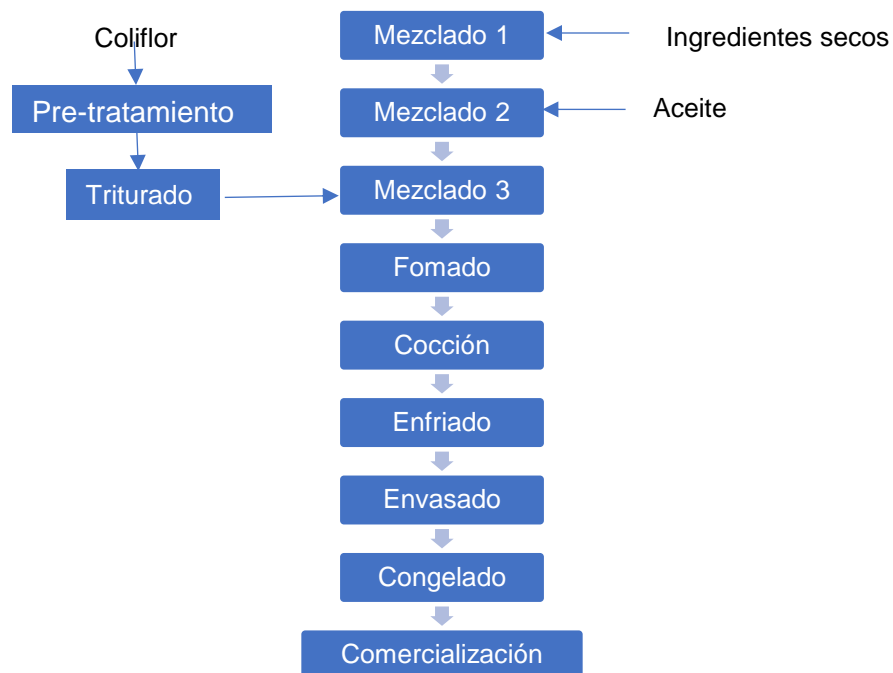 Coliflor
Mezclado 1
Ingredientes secos
Pre-tratamiento
Mezclado 2
Aceite
Triturado
Mezclado 3
Fomado
Cocción
Enfriado
Envasado
Congelado
Comercialización